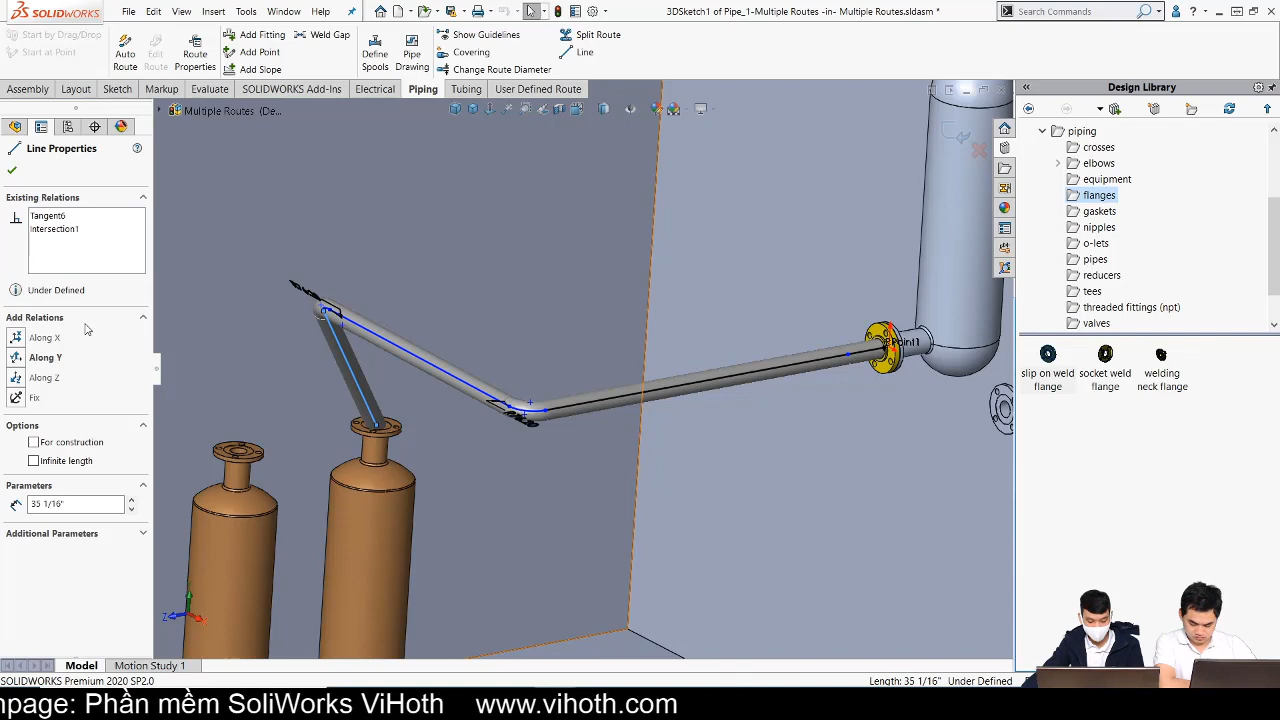 SOLIDWORKS File Edit View Insert Tools Window Help 3DSketch1 of Pipe_1-Multiple Routes -in- Multiple Routes.sldasm * Search Commands
Start by Drag/Drop Add Fitting Weld Gap Show Guidelines Split Route
Start at Point Add Point Covering Line
Auto Route Edit Route Route Properties Add Slope Define Spools Pipe Drawing Change Route Diameter
Assembly Layout Sketch Markup Evaluate SOLIDWORKS Add-Ins Electrical Piping Tubing User Defined Route
Design Library
Multiple Routes (De...
Line Properties
Existing Relations
Tangent6
Intersection1
Under Defined
Add Relations
Along X
Along Y
Along Z
Fix
Options
For construction
Infinite length
Parameters
35 1/16"
Additional Parameters
piping
crosses
elbows
equipment
flanges
gaskets
nipples
o-lets
pipes
reducers
tees
threaded fittings (npt)
valves
slip on weld flange
socket weld flange
welding neck flange
Z
Model Motion Study 1
SOLIDWORKS Premium 2020 SP2.0 Length: 35 1/16" Under Defined
npage: Phần mềm SoliWorks ViHoth www.vihoth.com